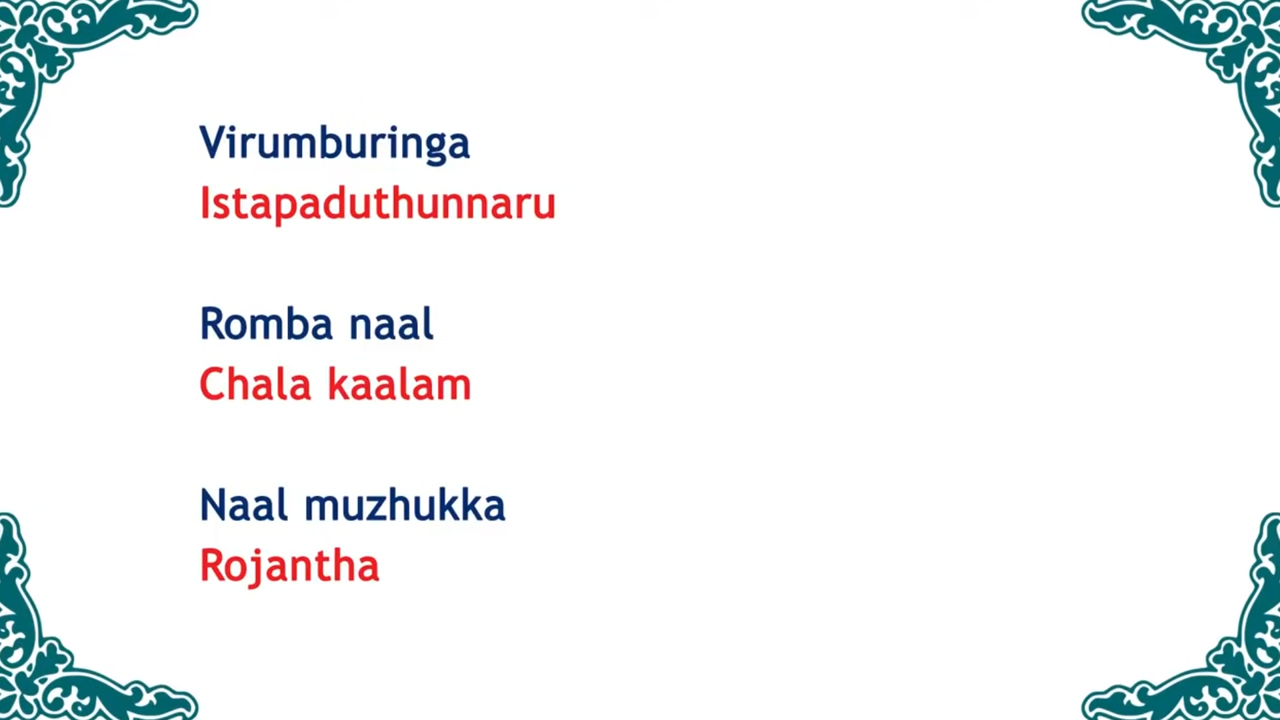 Virumburinga
Istapaduthunnaru
Romba naal
Chala kaalam
Naal muzhukka
Rojantha